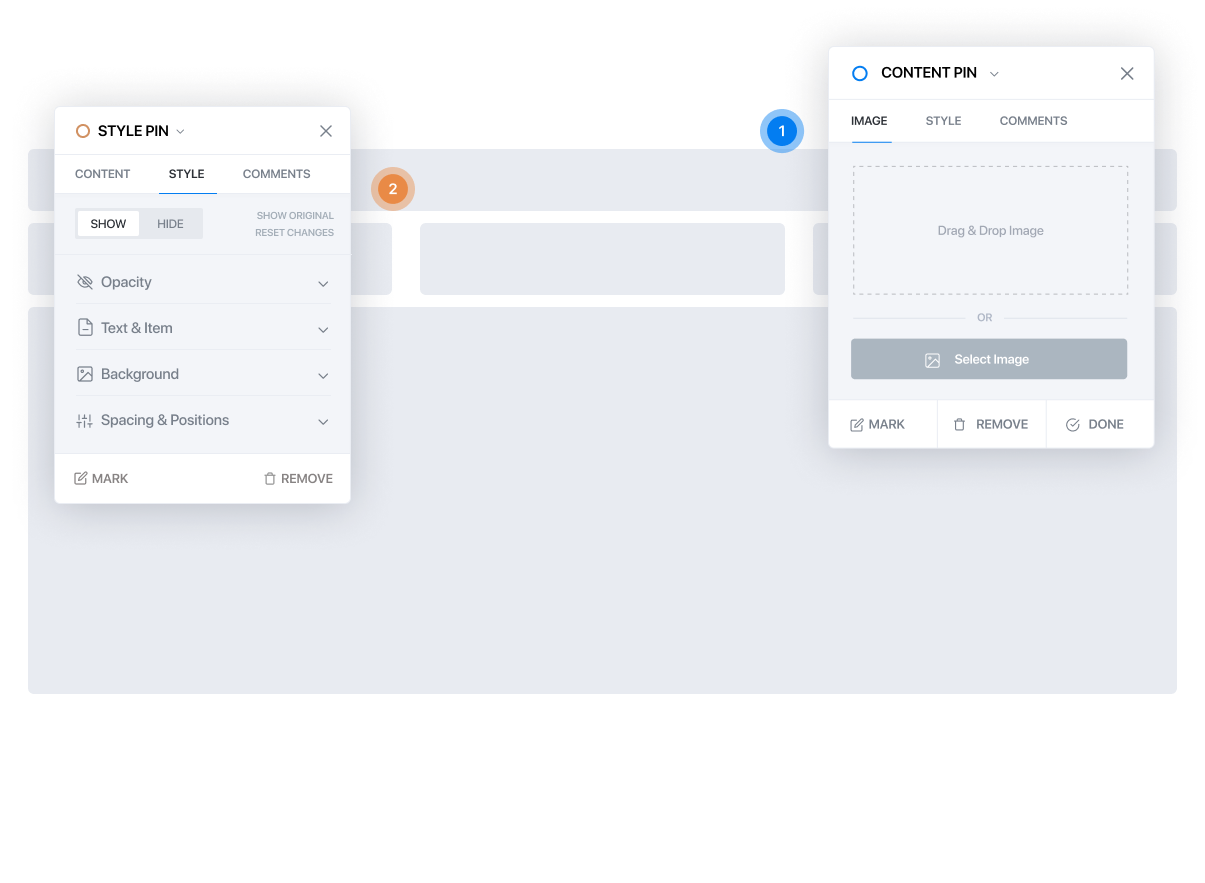 STYLE PIN
CONTENT STYLE COMMENTS
SHOW HIDE
SHOW ORIGINAL
RESET CHANGES
Opacity
Text & Item
Background
Spacing & Positions
MARK REMOVE
2
1
CONTENT PIN
IMAGE STYLE COMMENTS
Drag & Drop Image
OR
Select Image
MARK REMOVE DONE